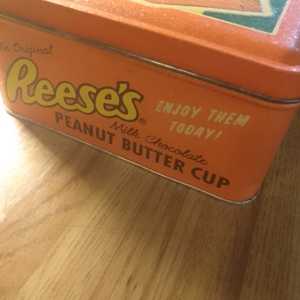 The Original
Reese's®
ENJOY THEM
TODAY!
Milk Chocolate
PEANUT BUTTER CUP